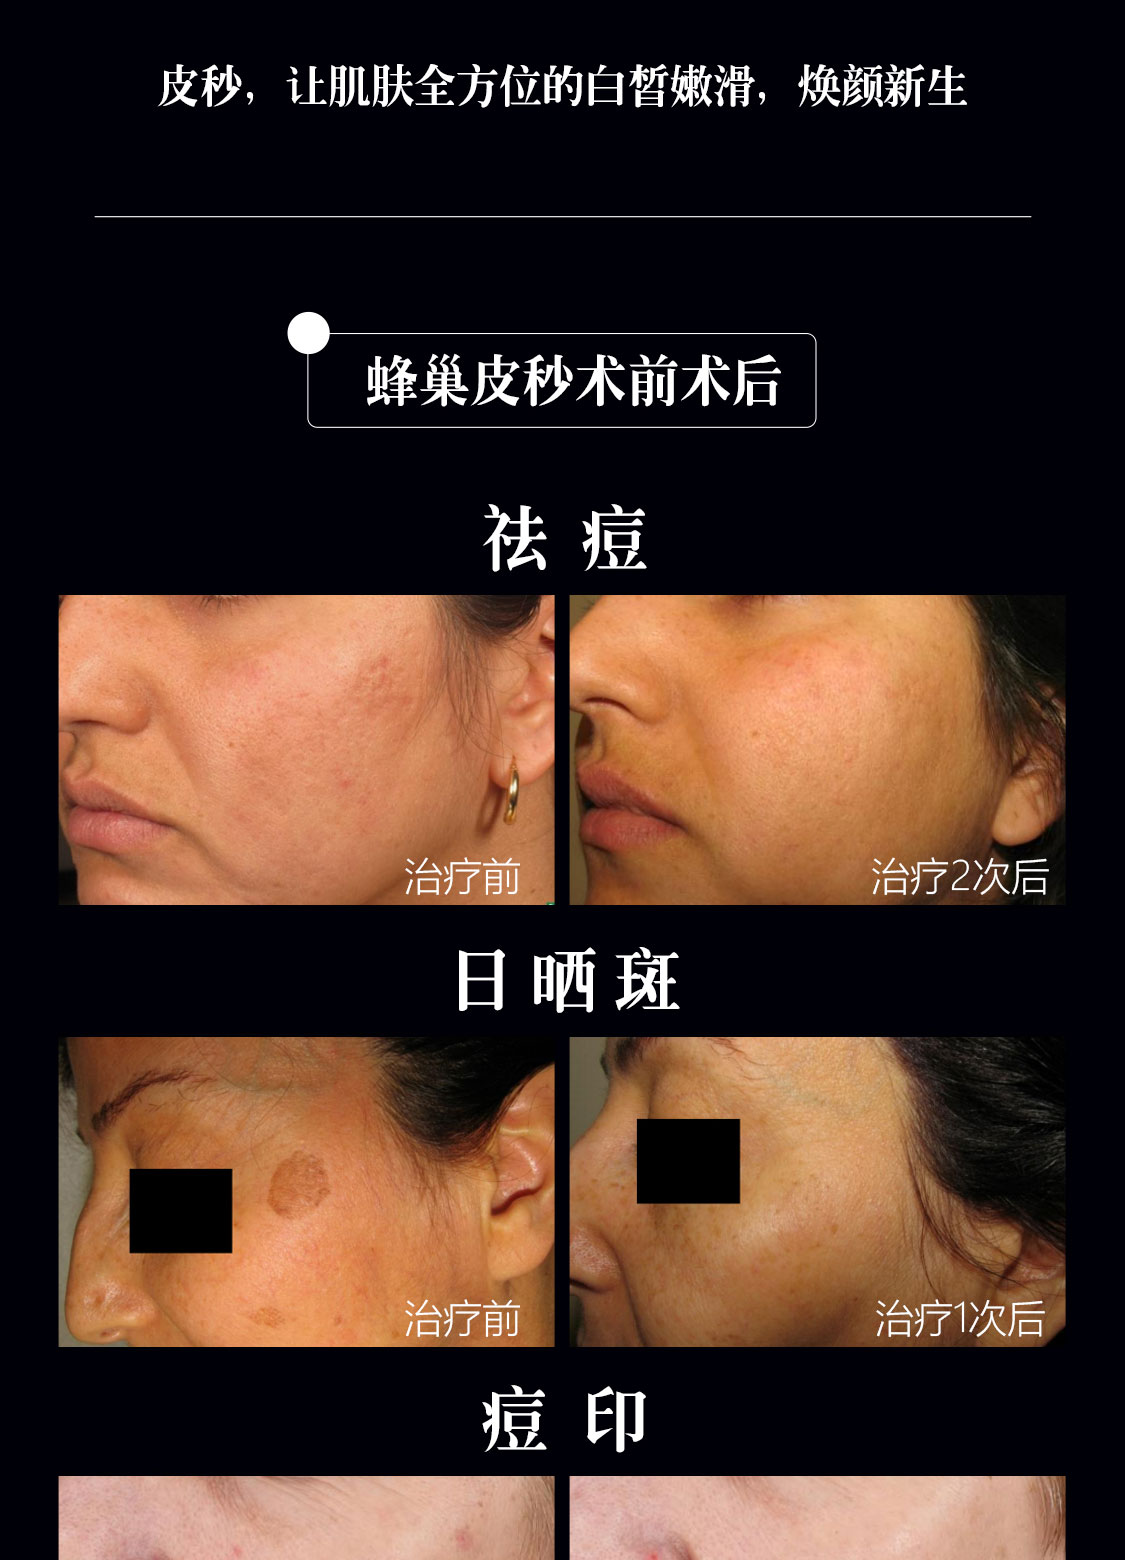 皮秒，让肌肤全方位的白皙嫩滑，焕颜新生
蜂巢皮秒术前术后
祛痘
治疗前
治疗2次后
日晒斑
治疗前
治疗1次后
痘印